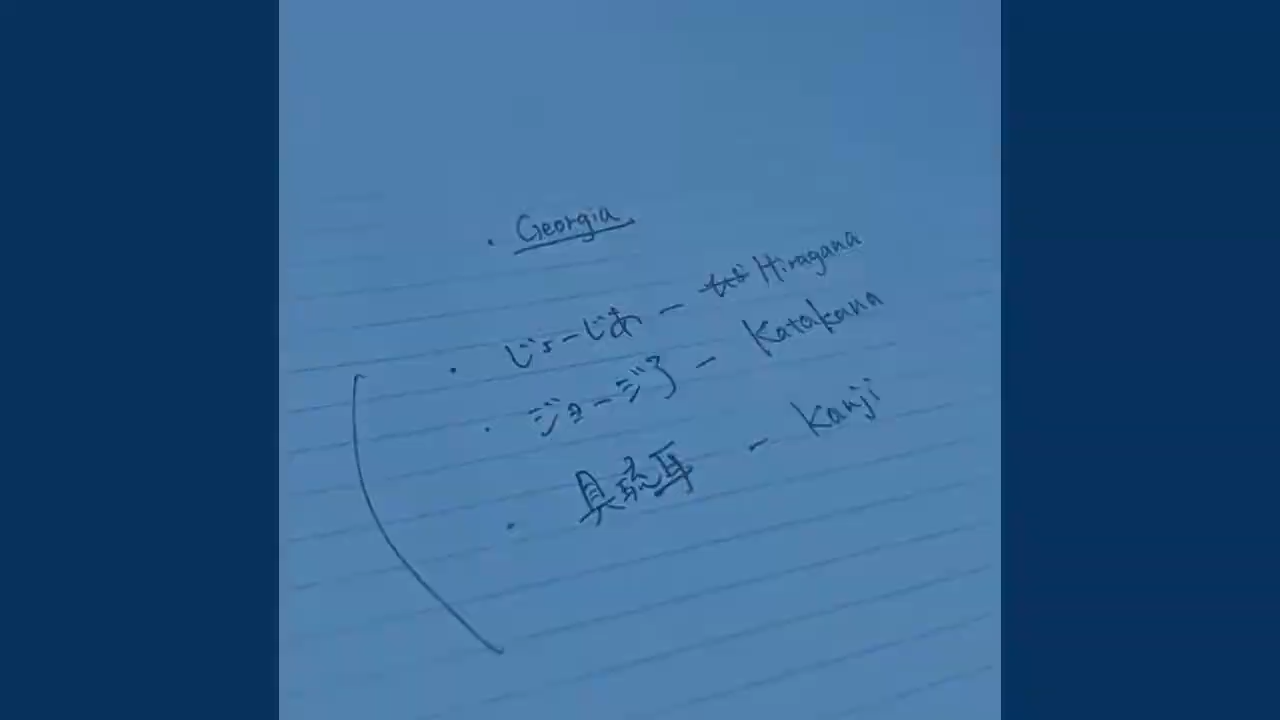 · Georgia
· じょーじあ — Hiragana
· ジョージア — Katakana
· 具琉耳 — Kanji